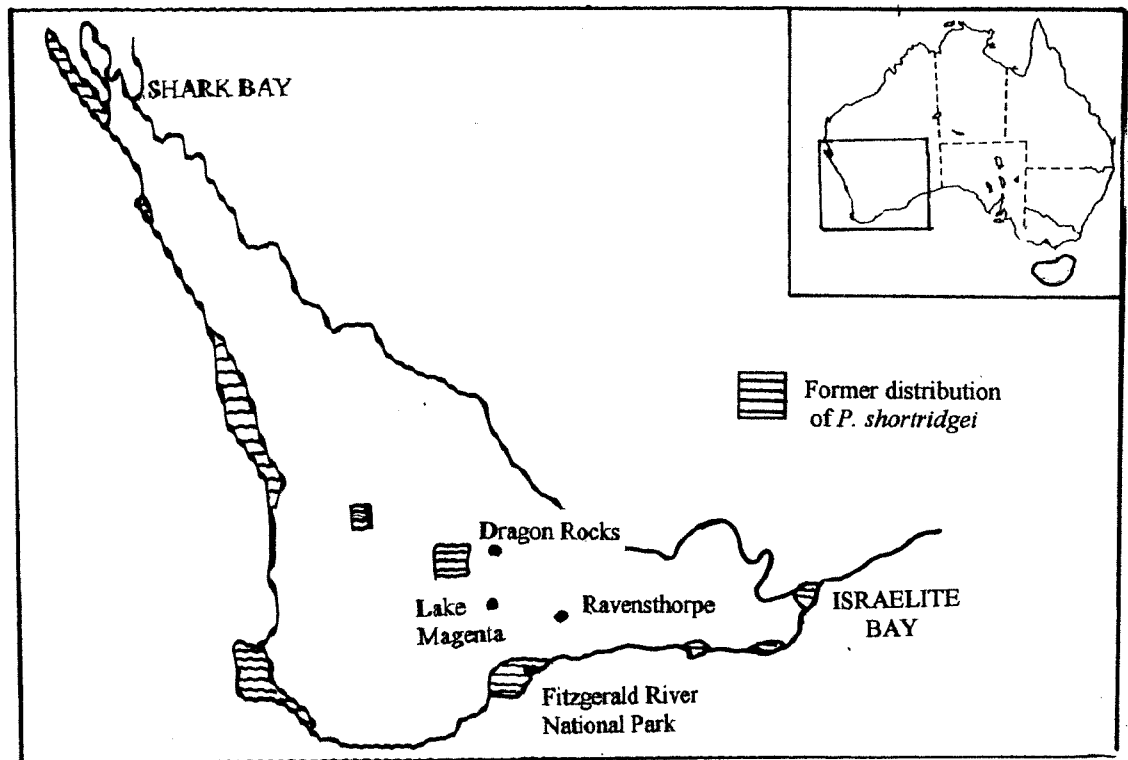 SHARK BAY
Former distribution
of P. shortridgei
Dragon Rocks
Lake
Magenta
Ravensthorpe
ISRAELITE
BAY
Fitzgerald River
National Park